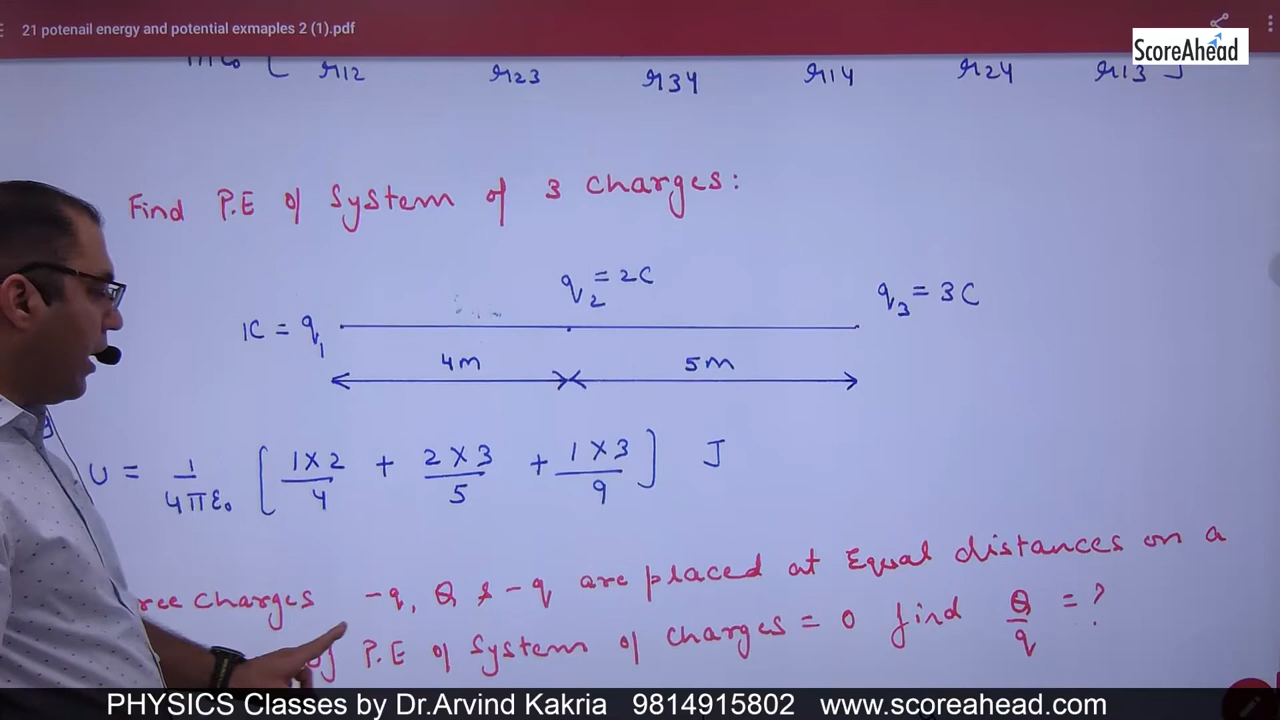 21 potenail energy and potential exmaples 2 (1).pdf
ScoreAhead
r12 r23 r34 r14 r24 r13 ]
Find P.E of System of 3 Charges:
q2 = 2C
q3 = 3C
1C = q1
4m 5m
U = 1/4πε₀ [ 1×2/4 + 2×3/5 + 1×3/9 ] J
Charges -q, Q & -q are placed at Equal distances on a
P.E of System of charges = 0 find Q/q = ?
PHYSICS Classes by Dr.Arvind Kakria 9814915802 www.scoreahead.com